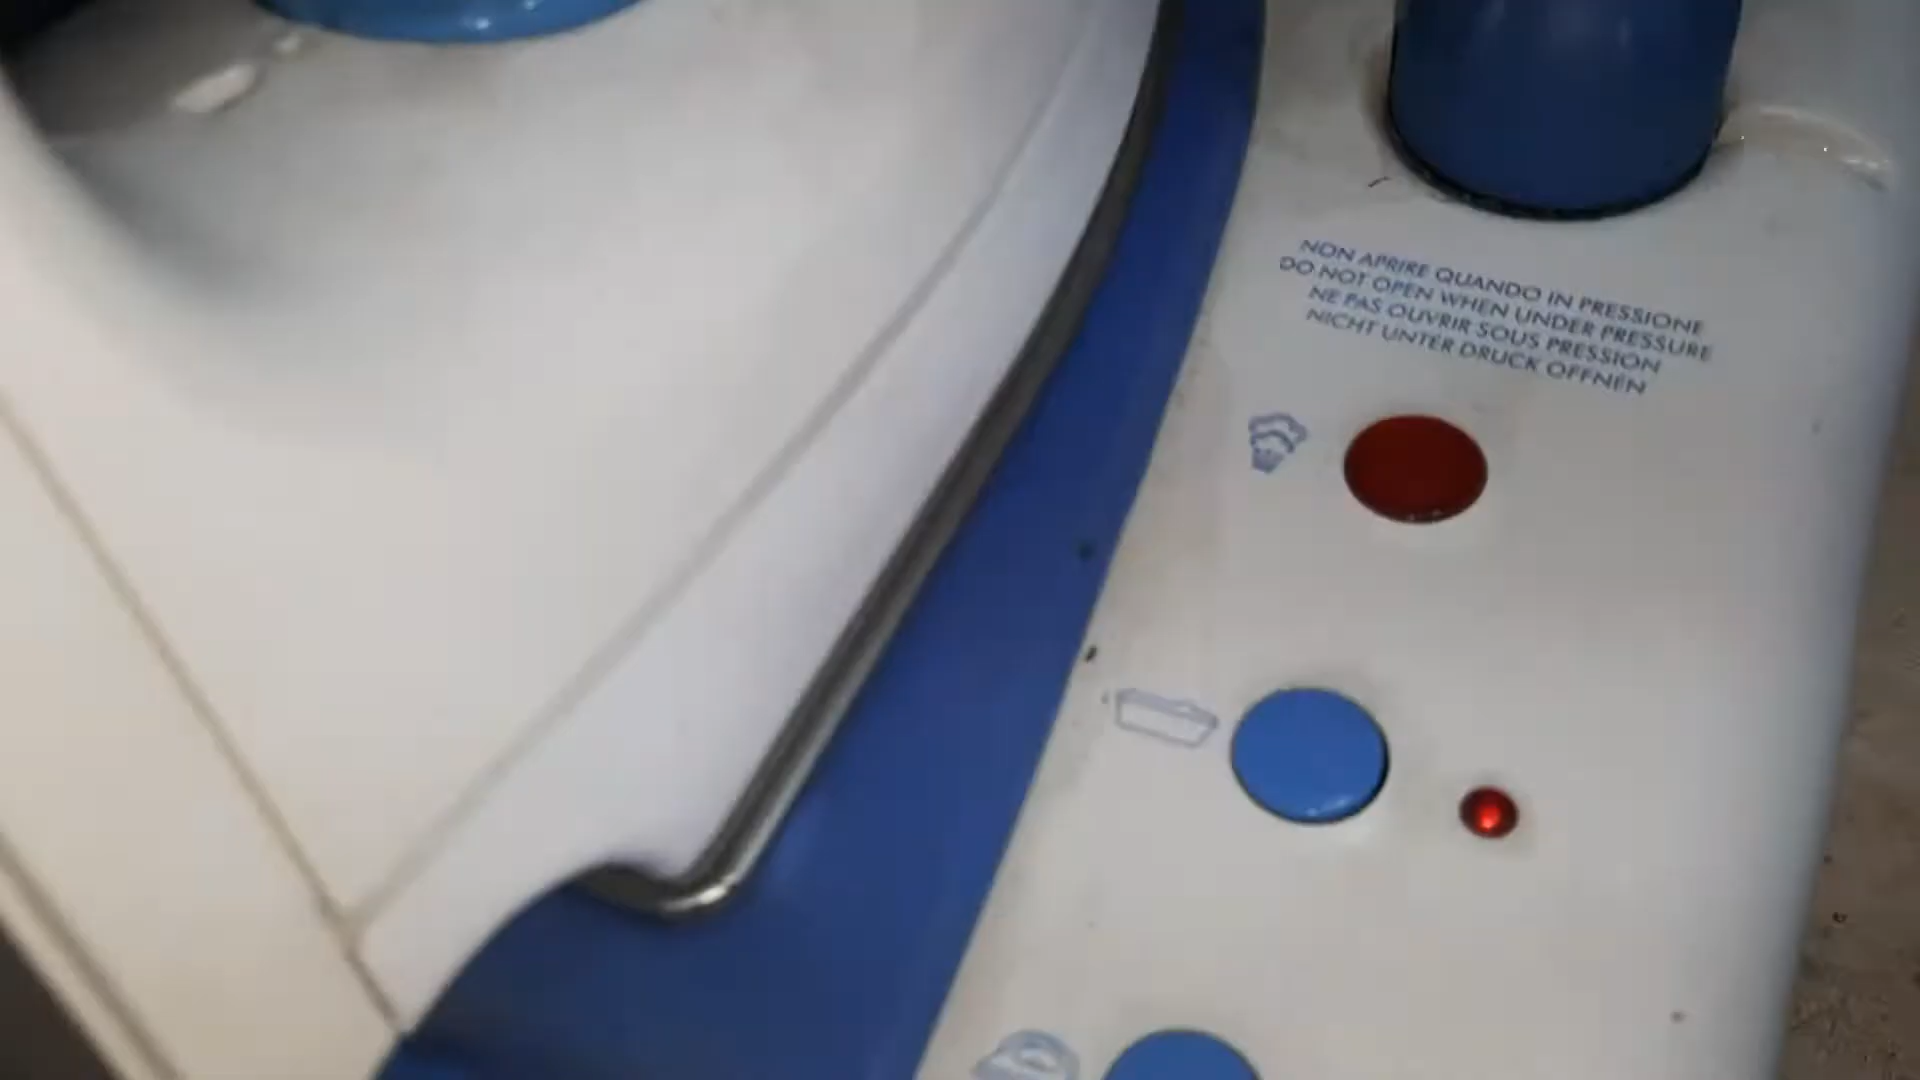 NON APRIRE QUANDO IN PRESSIONE
DO NOT OPEN WHEN UNDER PRESSURE
NE PAS OUVRIR SOUS PRESSION
NICHT UNTER DRUCK OFFNEN